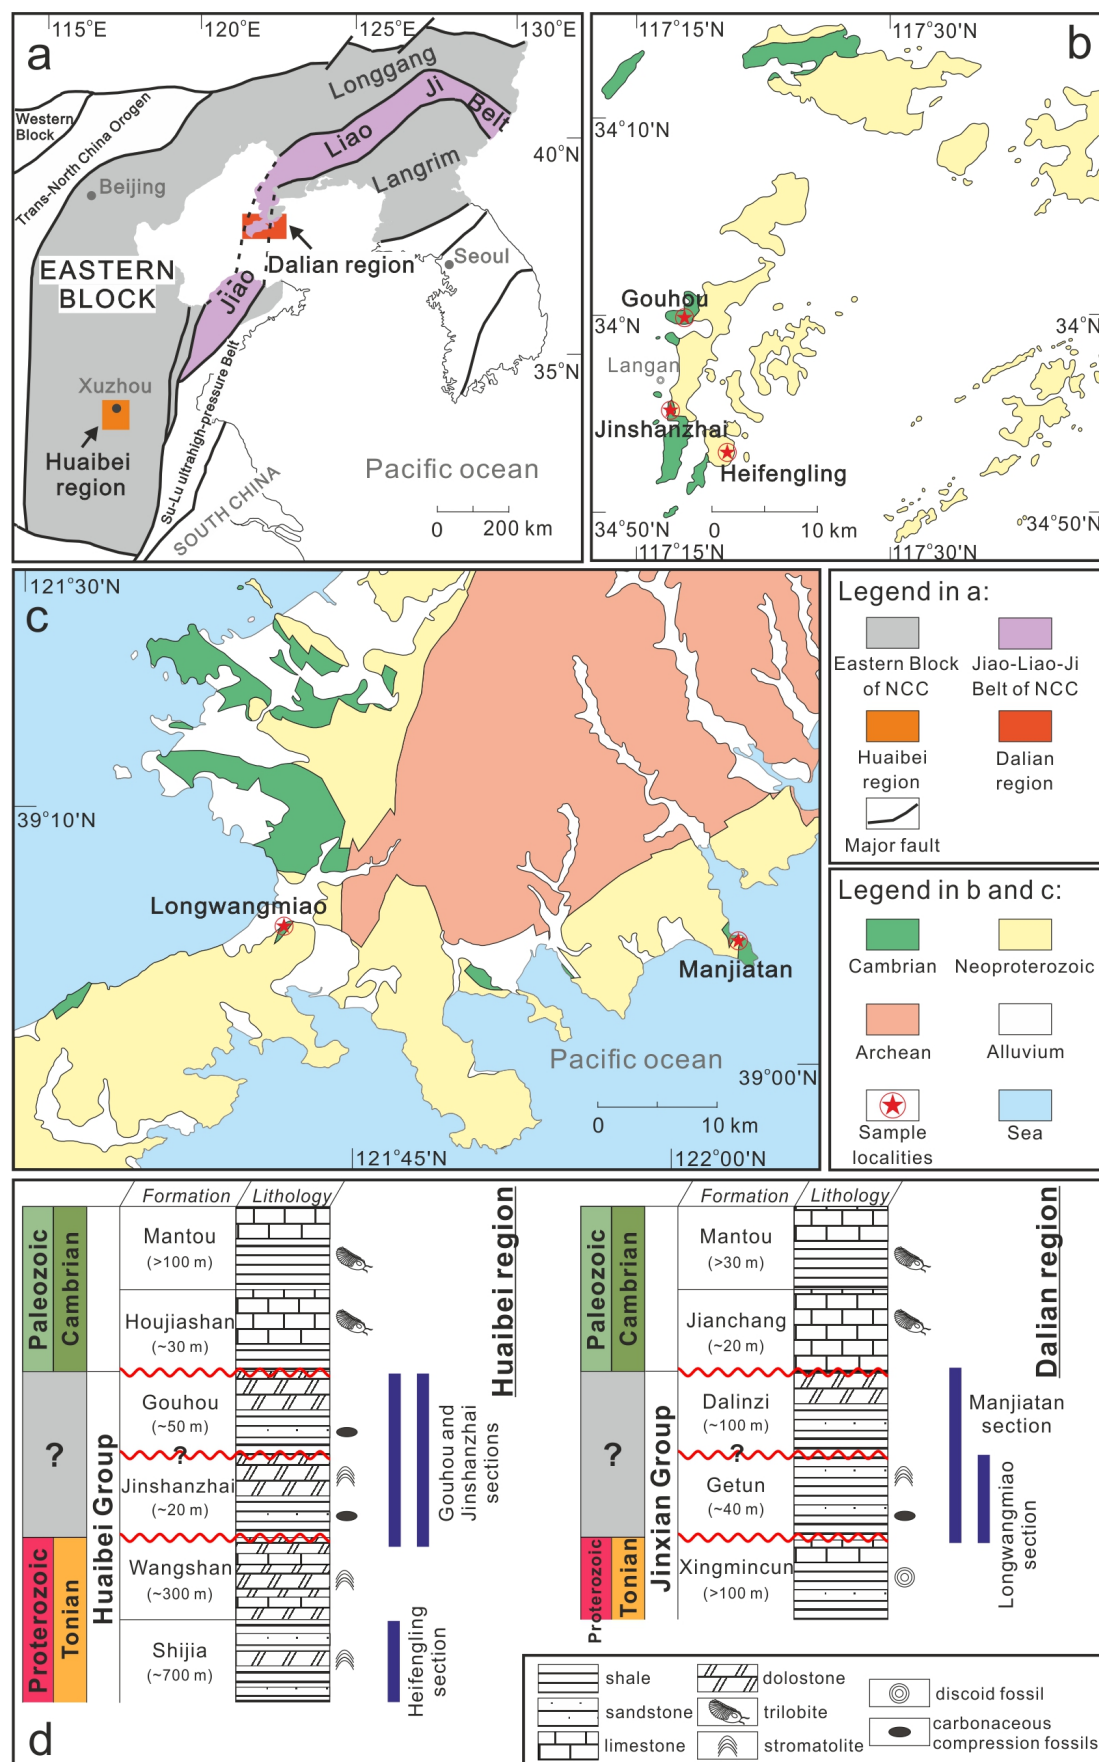 115°E
120°E
125°E
130°E
a
Longgang
Ji
Belt
Liao
Western
Block
Trans-North China Orogen
Langrim
40°N
Beijing
Seoul
Dalian region
EASTERN
BLOCK
Jiao
35°N
Xuzhou
Su-Lu ultrahigh-pressure Belt
Huaibei
region
Pacific ocean
SOUTH CHINA
0
200 km
117°15'N
117°30'N
b
34°10'N
Gouhou
34°N
34°N
Langan
Jinshanzhai
Heifengling
34°50'N
0
10 km
34°50'N
117°15'N
117°30'N
121°30'N
c
39°10'N
Longwangmiao
Manjiatan
Pacific ocean
39°00'N
0
10 km
121°45'N
122°00'N
Legend in a:
Eastern Block
of NCC
Jiao-Liao-Ji
Belt of NCC
Huaibei
region
Dalian
region
Major fault
Legend in b and c:
Cambrian
Neoproterozoic
Archean
Alluvium
Sample
localities
Sea
Formation
Lithology
Huaibei region
Paleozoic
Cambrian
Mantou
(>100 m)
Houjiashan
(~30 m)
?
Huaibei Group
Gouhou
(~50 m)
?
Jinshanzhai
(~20 m)
Gouhou and
Jinshanzhai
sections
Proterozoic
Tonian
Wangshan
(~300 m)
Shijia
(~700 m)
Heifengling
section
d
Formation
Lithology
Dalian region
Paleozoic
Cambrian
Mantou
(>30 m)
Jianchang
(~20 m)
?
Jinxian Group
Dalinzi
(~100 m)
?
Getun
(~40 m)
Manjiatan
section
Longwangmiao
section
Proterozoic
Tonian
Xingmincun
(>100 m)
shale
dolostone
discoid fossil
sandstone
trilobite
carbonaceous
compression fossils
limestone
stromatolite